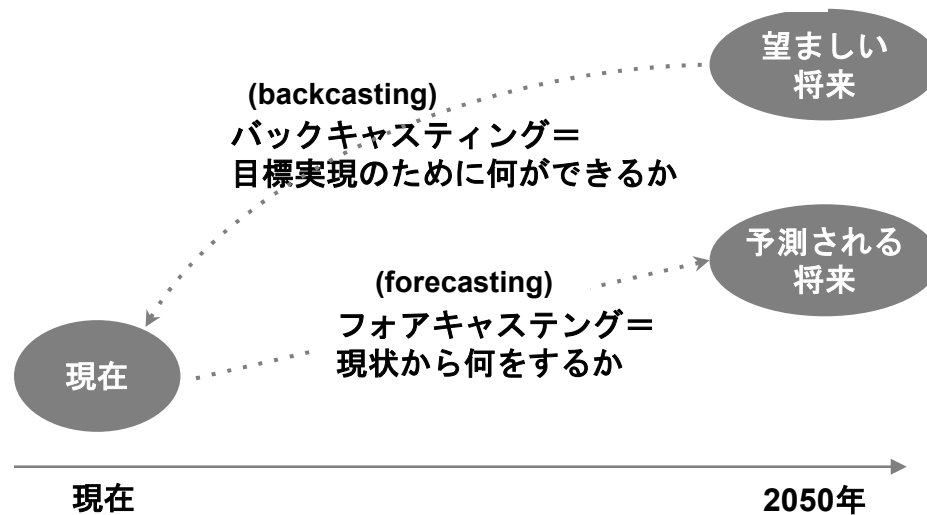 望ましい
将来
(backcasting)
バックキャスティング＝
目標実現のために何ができるか
予測される
将来
(forecasting)
フォアキャステング＝
現状から何をするか
現在
現在
2050年